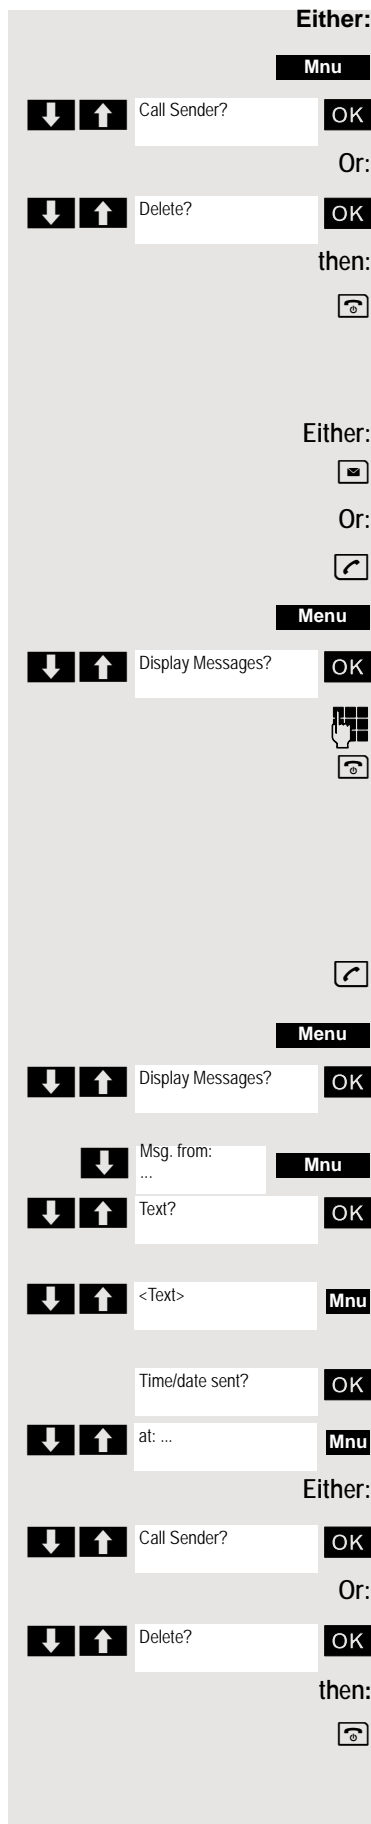 Either:
Mnu
Call Sender? OK
Or:
Delete? OK
then:
Either:
Or:
Menu
Display Messages? OK
Menu
Display Messages? OK
Msg. from:
... Mnu
Text? OK
<Text> Mnu
Time/date sent? OK
at: ... Mnu
Either:
Call Sender? OK
Or:
Delete? OK
then: